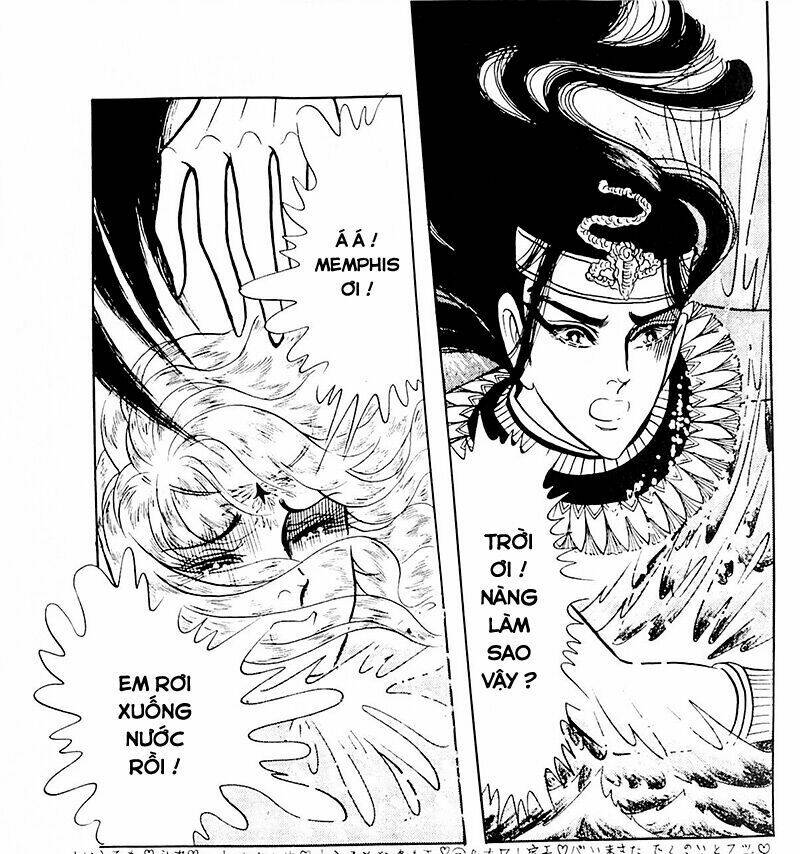 TRỜI
ƠI !
NÀNG
LÀM
SAO
VẬY ?
Á Á !
MEMPHIS
ƠI !
EM RƠI
XUỐNG
NƯỚC
RỒI !